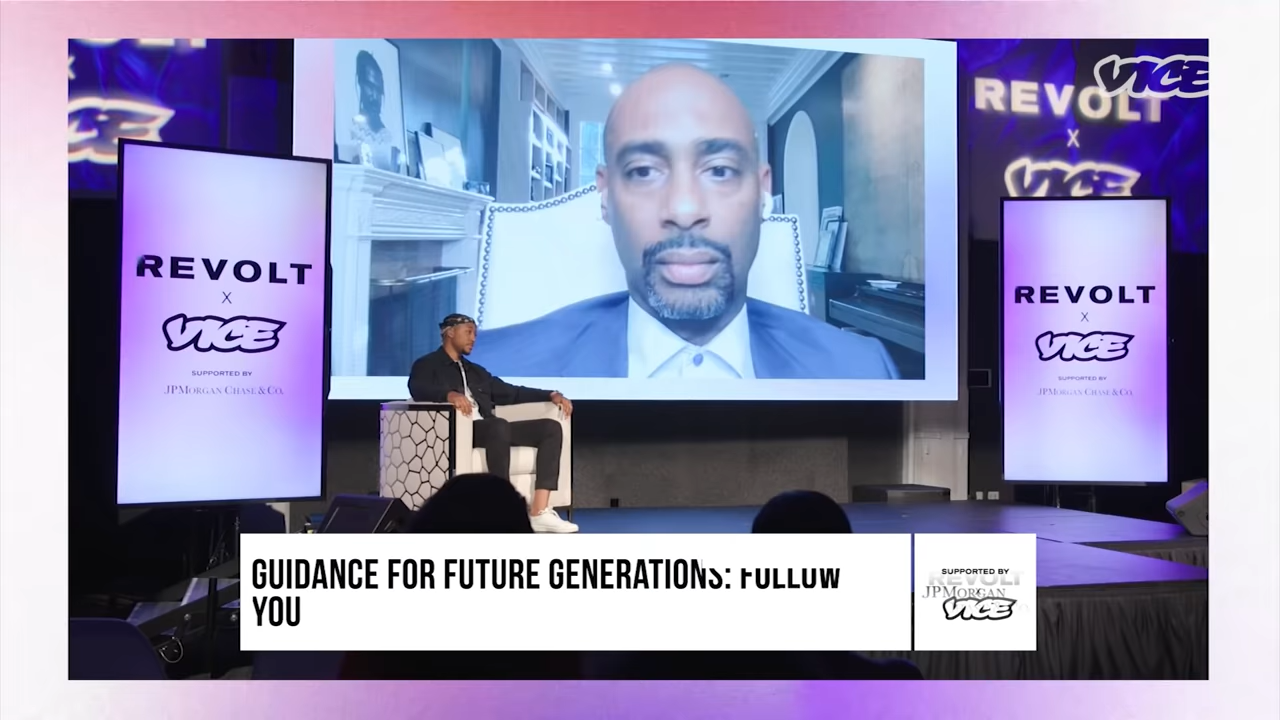 VICE
REVOLT
X
VICE
REVOLT
X
VICE
SUPPORTED BY
JPMORGAN CHASE & CO.
REVOLT
X
VICE
SUPPORTED BY
JPMORGAN CHASE & CO.
GUIDANCE FOR FUTURE GENERATIONS: FOLLOW
YOU
SUPPORTED BY
REVOLT
JPMORGAN
VICE